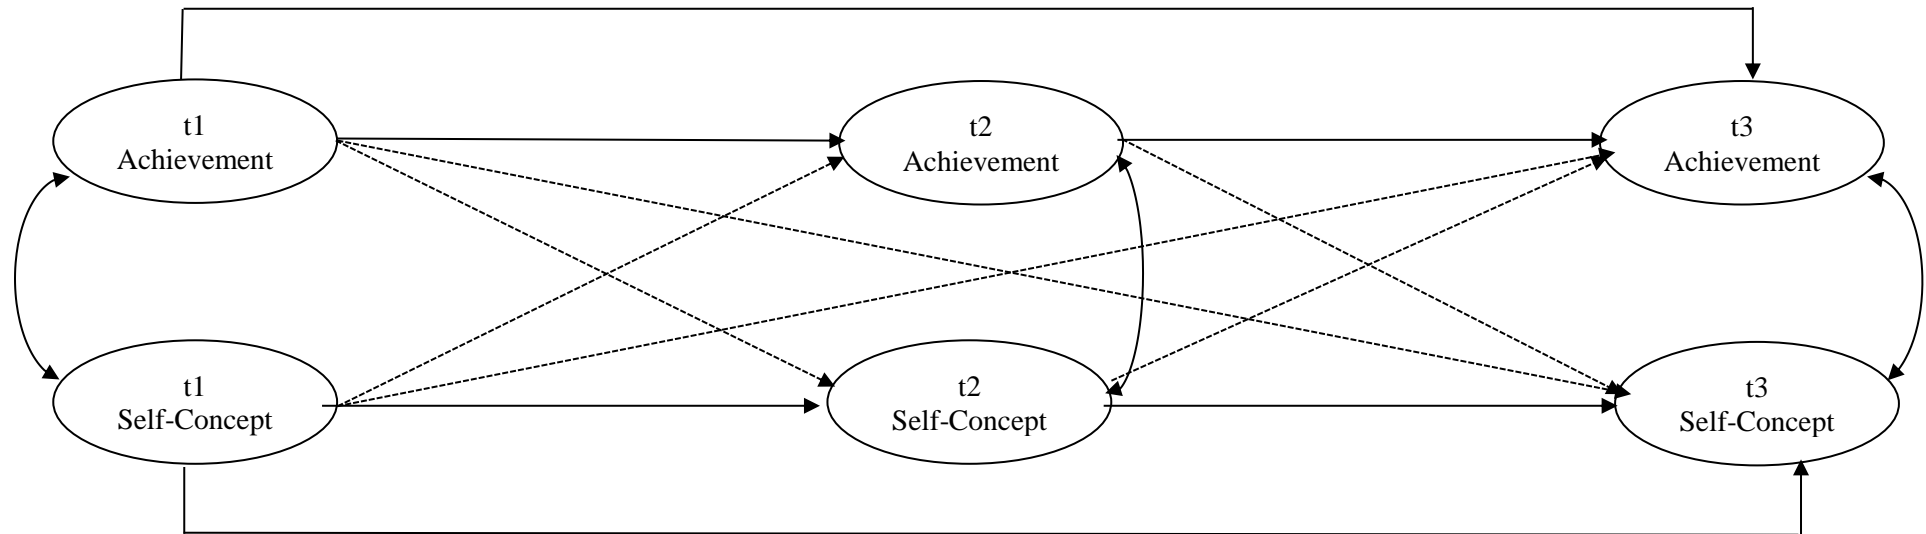 t1
Achievement
t2
Achievement
t3
Achievement
t1
Self-Concept
t2
Self-Concept
t3
Self-Concept